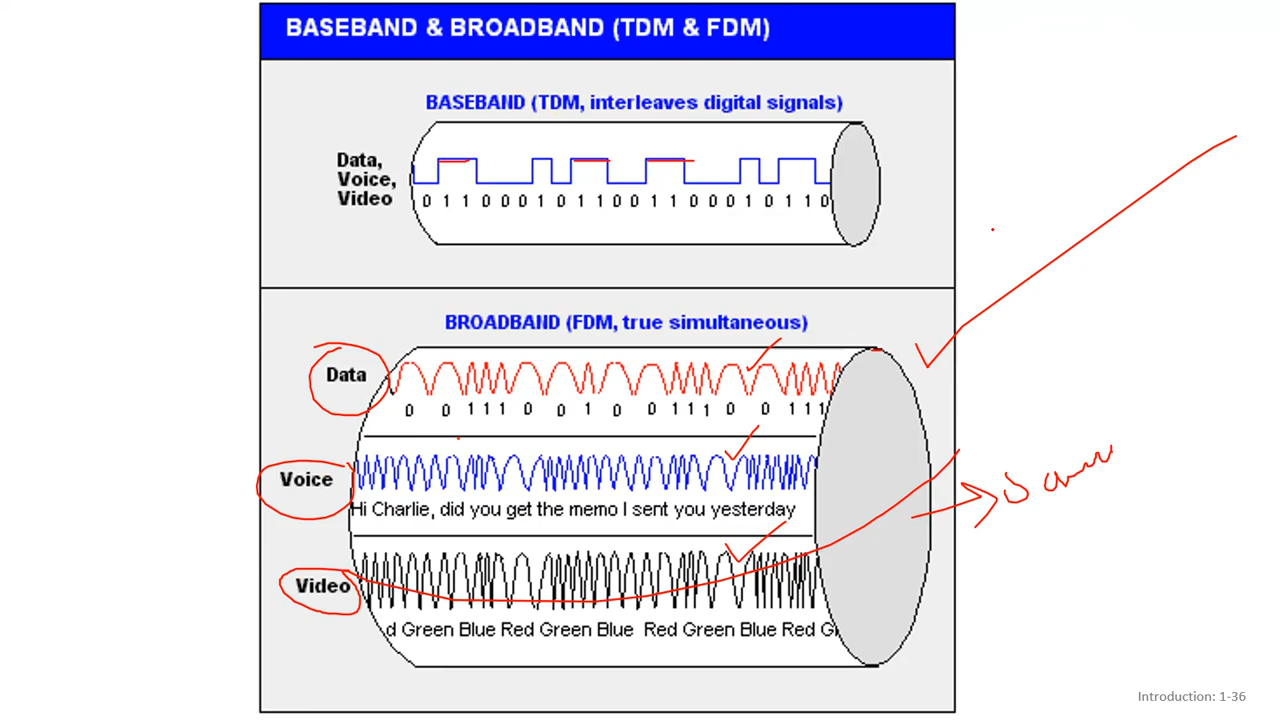 BASEBAND & BROADBAND (TDM & FDM)
BASEBAND (TDM, interleaves digital signals)
Data,
Voice,
Video
0 1 1 0 0 0 1 0 1 1 0 0 1 1 0 0 0 1 0 1 1 0
BROADBAND (FDM, true simultaneous)
Data
0 0 1 1 1 0 0 1 0 0 1 1 1 0 0 1 1 1
Voice
Hi Charlie, did you get the memo I sent you yesterday
Video
d Green Blue Red Green Blue Red Green Blue Red G
Introduction: 1-36